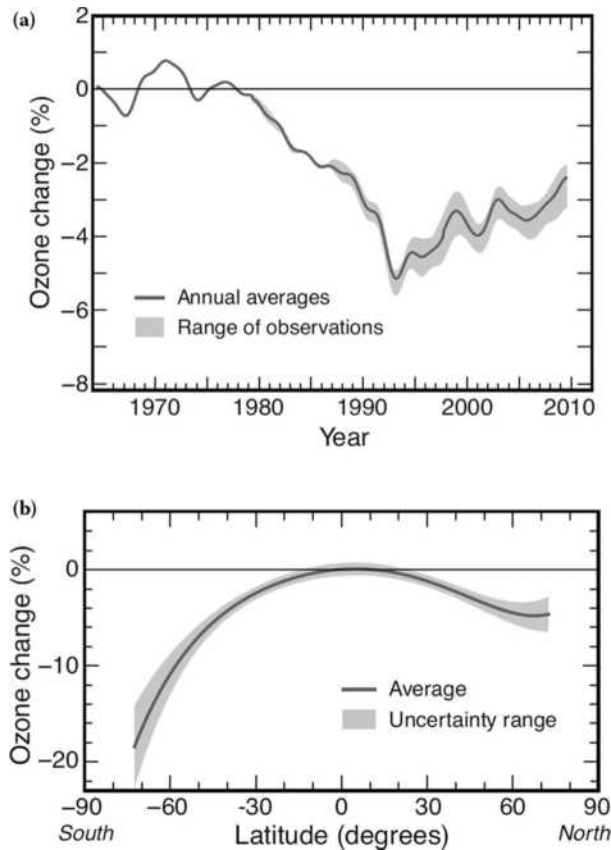 (a)
2
0
−2
−4
−6
−8
Ozone change (%)
Annual averages
Range of observations
1970 1980 1990 2000 2010
Year
(b)
0
−10
−20
Ozone change (%)
Average
Uncertainty range
−90 −60 -30 0 30 60 90
South Latitude (degrees) North